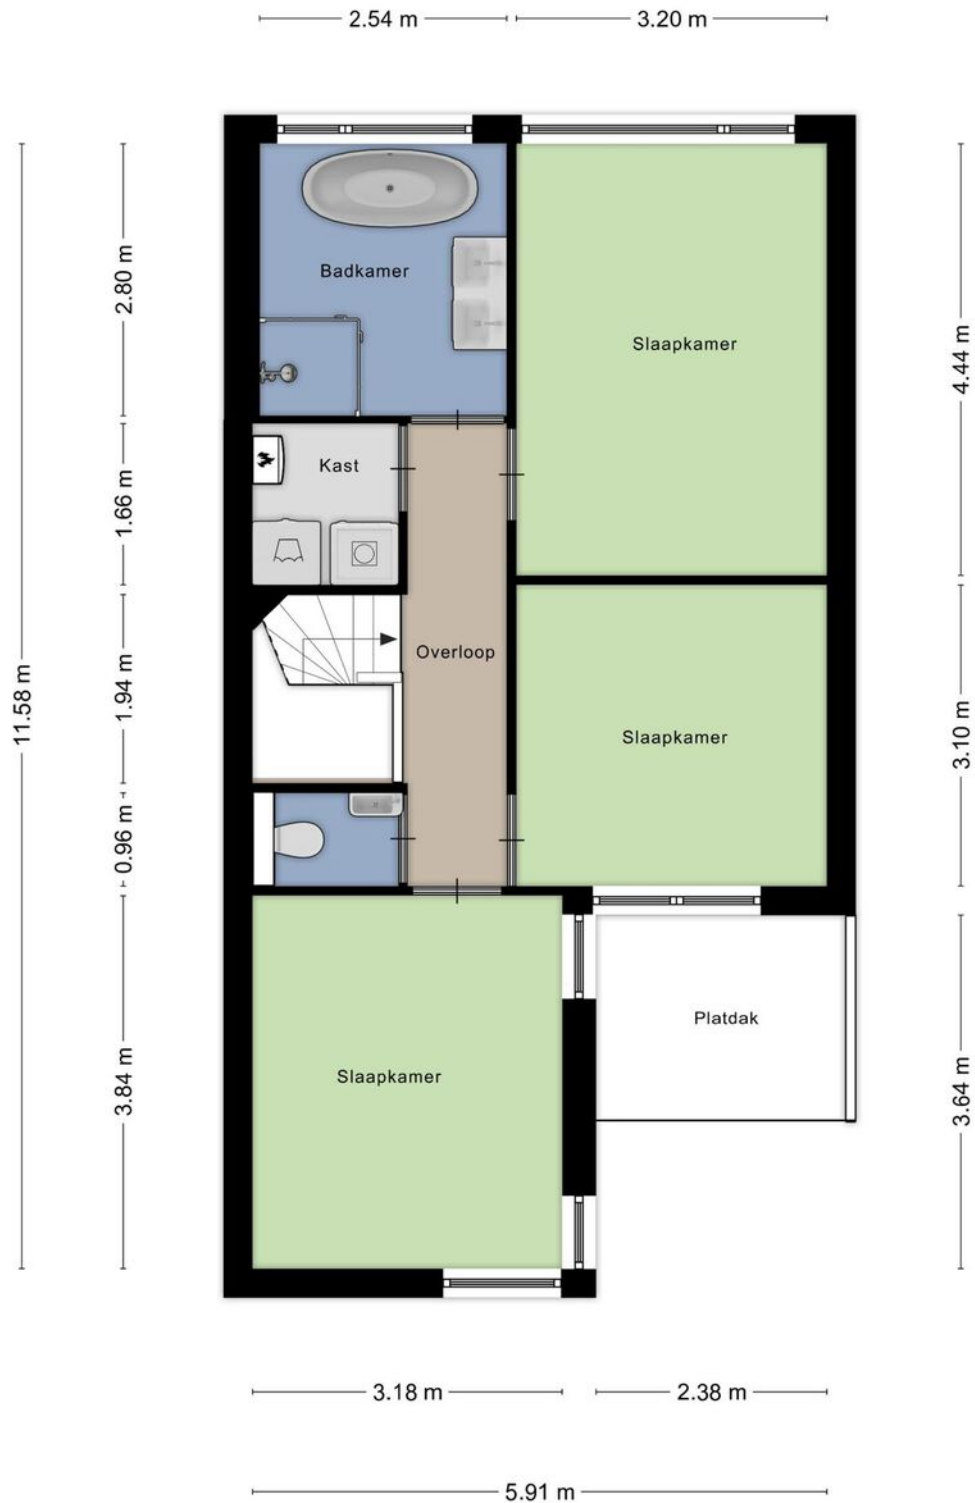 2.54 m
3.20 m
2.80 m
Badkamer
Slaapkamer
4.44 m
Kast
1.66 m
Overloop
11.58 m
1.94 m
Slaapkamer
3.10 m
0.96 m
Platdak
Slaapkamer
3.84 m
3.64 m
3.18 m
2.38 m
5.91 m